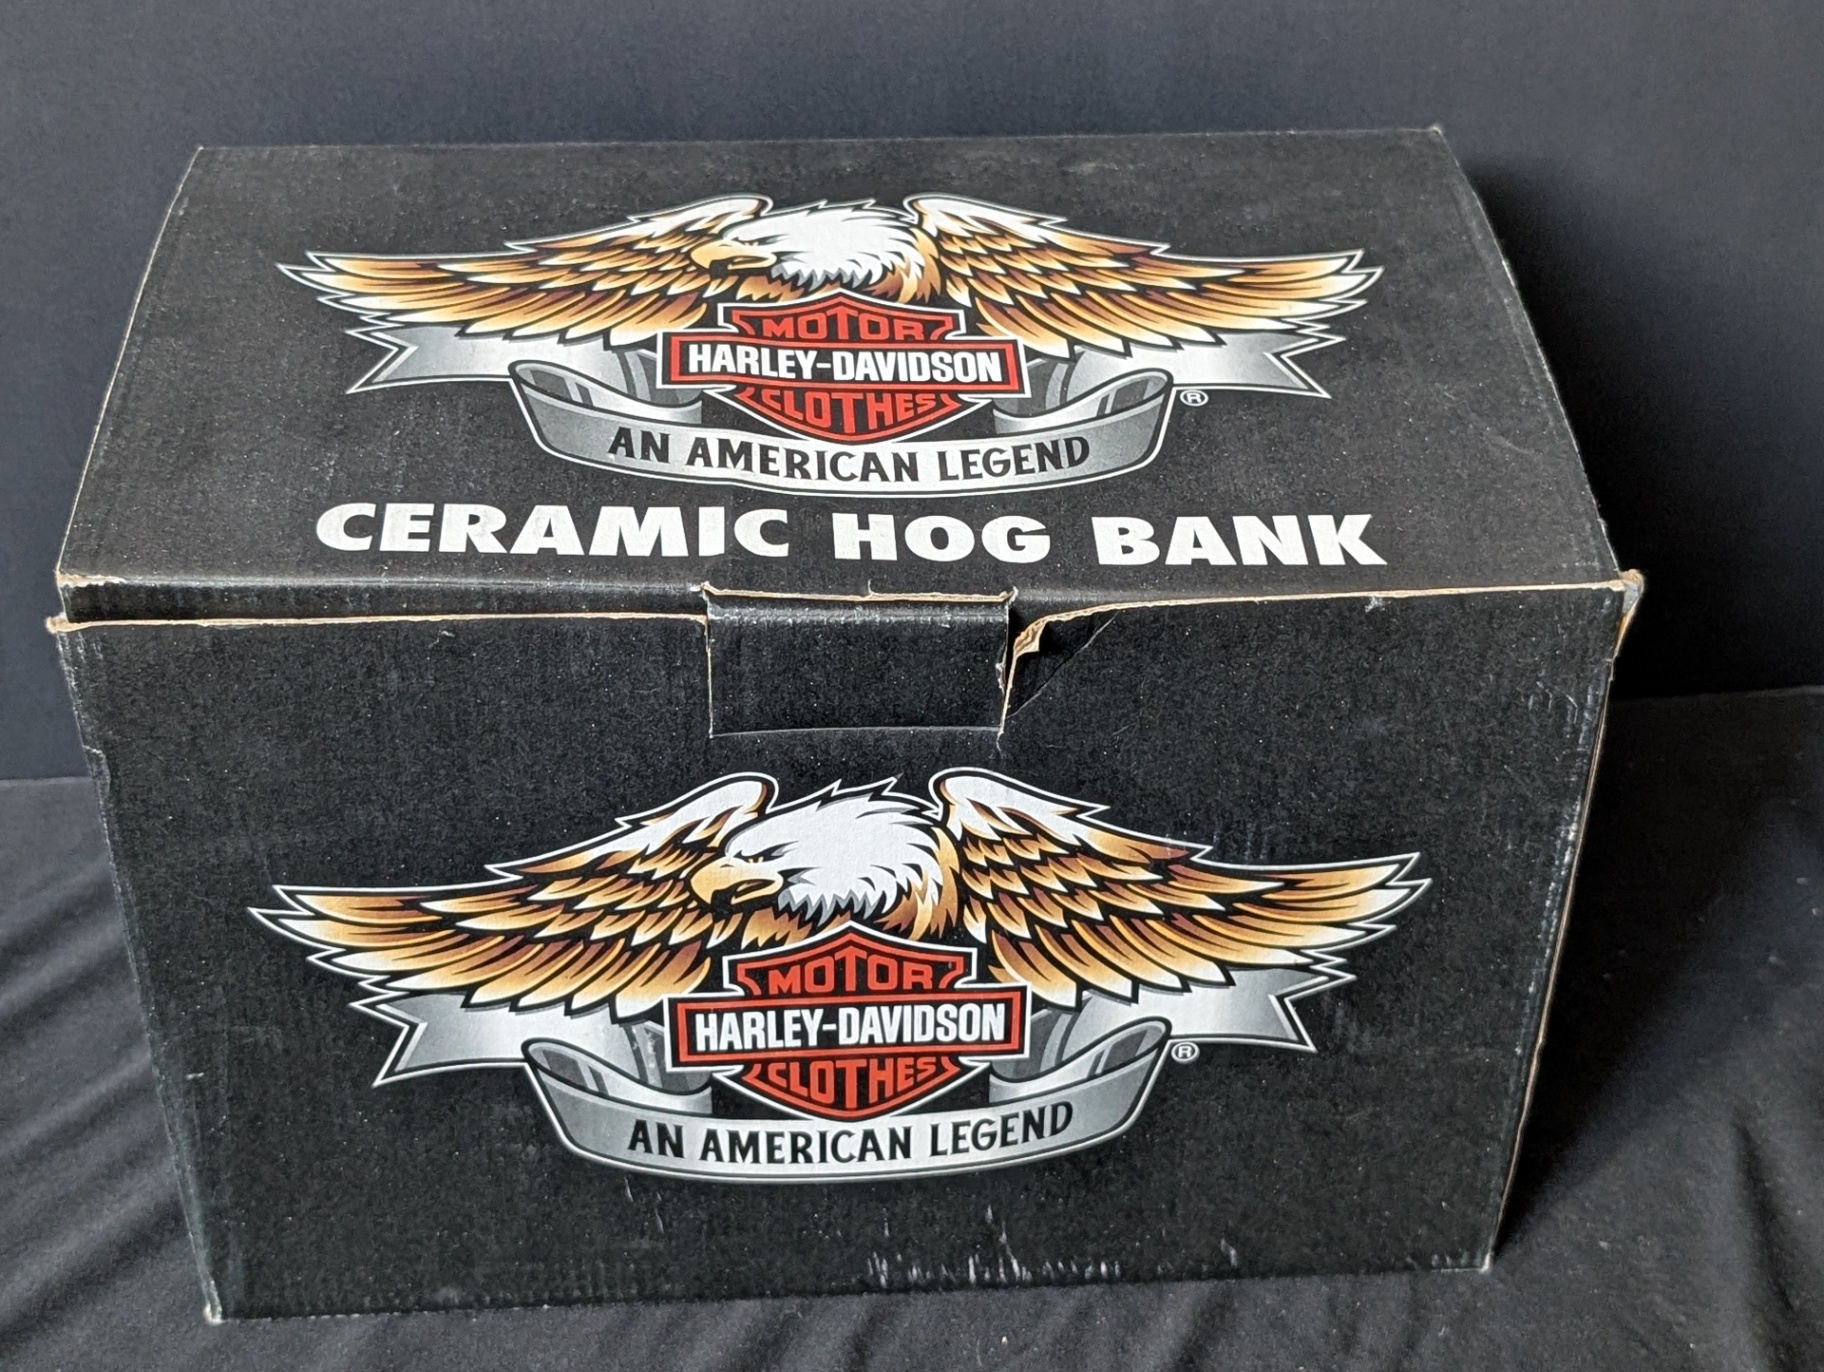 MOTOR
HARLEY-DAVIDSON
CLOTHES
®
AN AMERICAN LEGEND
CERAMIC HOG BANK
MOTOR
HARLEY-DAVIDSON
CLOTHES
®
AN AMERICAN LEGEND